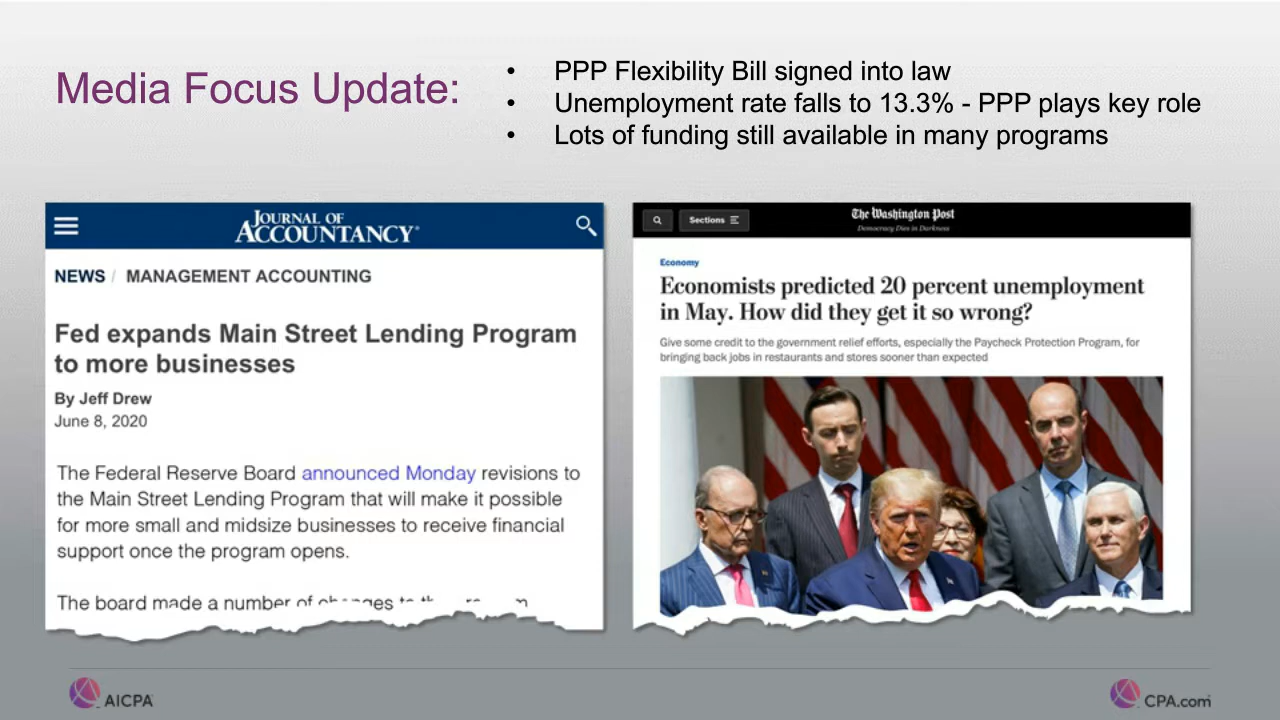 Media Focus Update:
• PPP Flexibility Bill signed into law
• Unemployment rate falls to 13.3% - PPP plays key role
• Lots of funding still available in many programs
JOURNAL OF
ACCOUNTANCY
NEWS / MANAGEMENT ACCOUNTING
Fed expands Main Street Lending Program
to more businesses
By Jeff Drew
June 8, 2020
The Federal Reserve Board announced Monday revisions to
the Main Street Lending Program that will make it possible
for more small and midsize businesses to receive financial
support once the program opens.
The board made a number of
Sections
The Washington Post
Democracy Dies in Darkness
Economy
Economists predicted 20 percent unemployment
in May. How did they get it so wrong?
Give some credit to the government relief efforts, especially the Paycheck Protection Program, for
bringing back jobs in restaurants and stores sooner than expected
AICPA
CPA.com